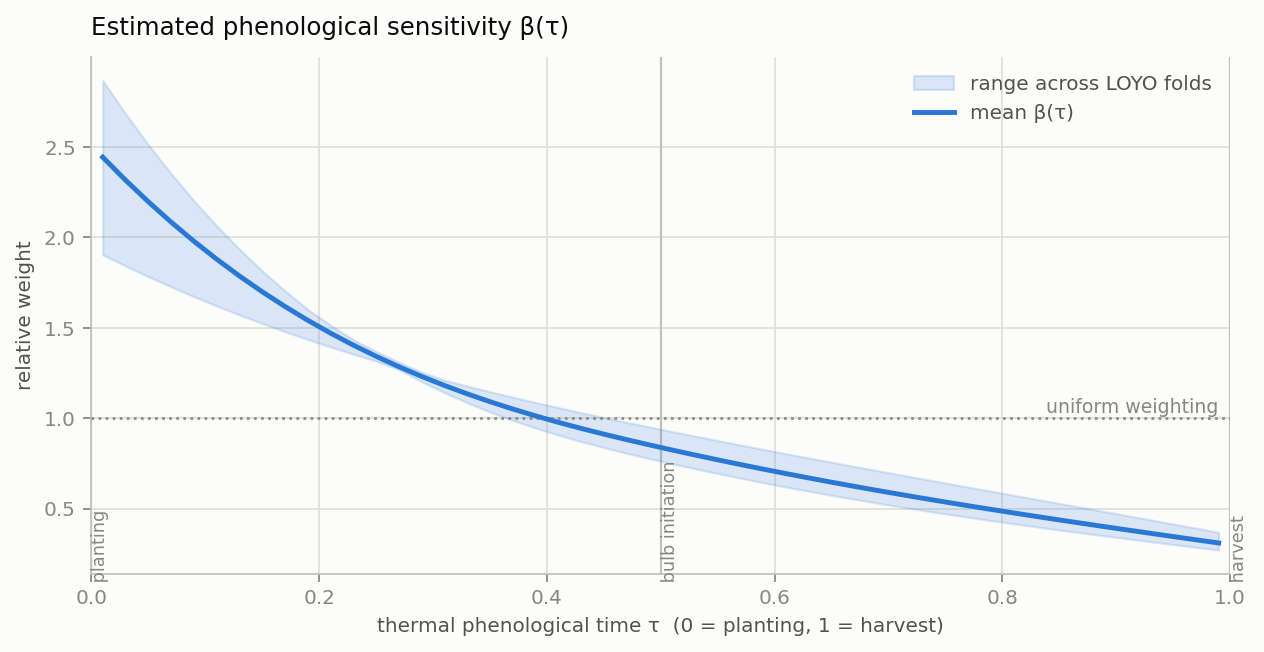 Estimated phenological sensitivity β(τ)
range across LOYO folds
mean β(τ)
relative weight
2.5
2.0
1.5
1.0
0.5
uniform weighting
planting
bulb initiation
harvest
0.0 0.2 0.4 0.6 0.8 1.0
thermal phenological time τ (0 = planting, 1 = harvest)